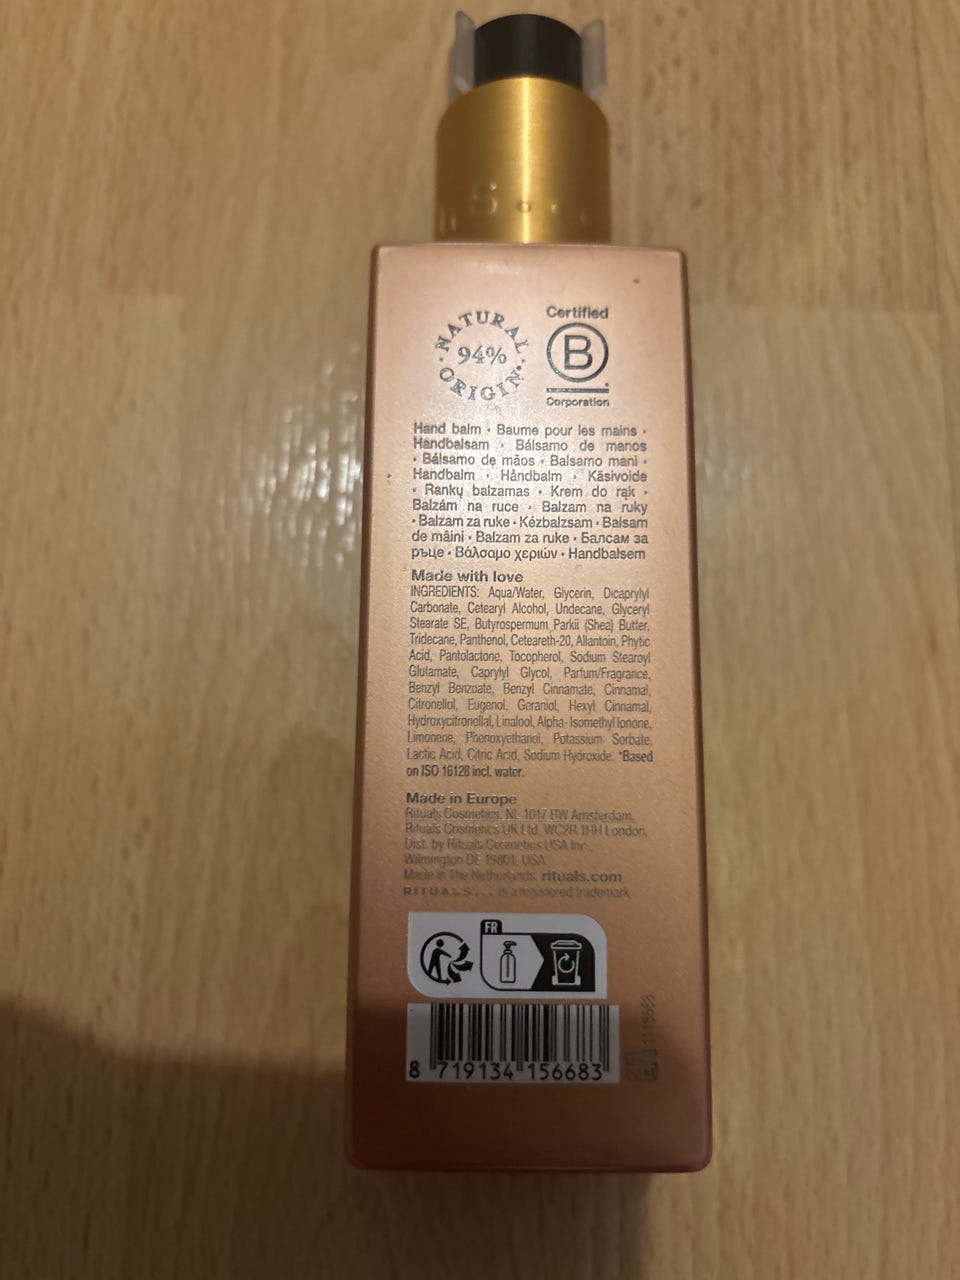 NATURAL
94%
ORIGIN*
Certified
B
Corporation
Hand balm • Baume pour les mains •
Handbalsam • Bálsamo de manos
• Bálsamo de mãos • Balsamo mani •
Handbalm • Håndbalm • Käsivoide
• Rankų balzamas • Krem do rąk •
Balzám na ruce • Balzam na ruky
• Balzam za ruke • Kézbalzsam • Balsam
de mâini • Balzam za roke • Балсам за
ръце • Βάλσαμο χεριών • Handbalsem
Made with love
INGREDIENTS: Aqua/Water, Glycerin, Dicaprylyl
Carbonate, Cetearyl Alcohol, Undecane, Glyceryl
Stearate SE, Butyrospermum Parkii (Shea) Butter,
Tridecane, Panthenol, Ceteareth-20, Allantoin, Phytic
Acid, Pantolactone, Tocopherol, Sodium Stearoyl
Glutamate, Caprylyl Glycol, Parfum/Fragrance,
Benzyl Benzoate, Benzyl Cinnamate, Cinnamal,
Citronellol, Eugenol, Geraniol, Hexyl Cinnamal,
Hydroxycitronellal, Linalool, Alpha-Isomethyl Ionone,
Limonene, Phenoxyethanol, Potassium Sorbate,
Lactic Acid, Citric Acid, Sodium Hydroxide. *Based
on ISO 16128 incl. water.
Made in Europe
Rituals Cosmetics, NL-1017 BW Amsterdam,
Rituals Cosmetics UK Ltd, WC2R 1HH London,
Dist. by Rituals Cosmetics USA Inc.,
Wilmington DE 19801, USA
Made in The Netherlands, rituals.com
RITUALS... is a registered trademark
FR
8 719134 156683